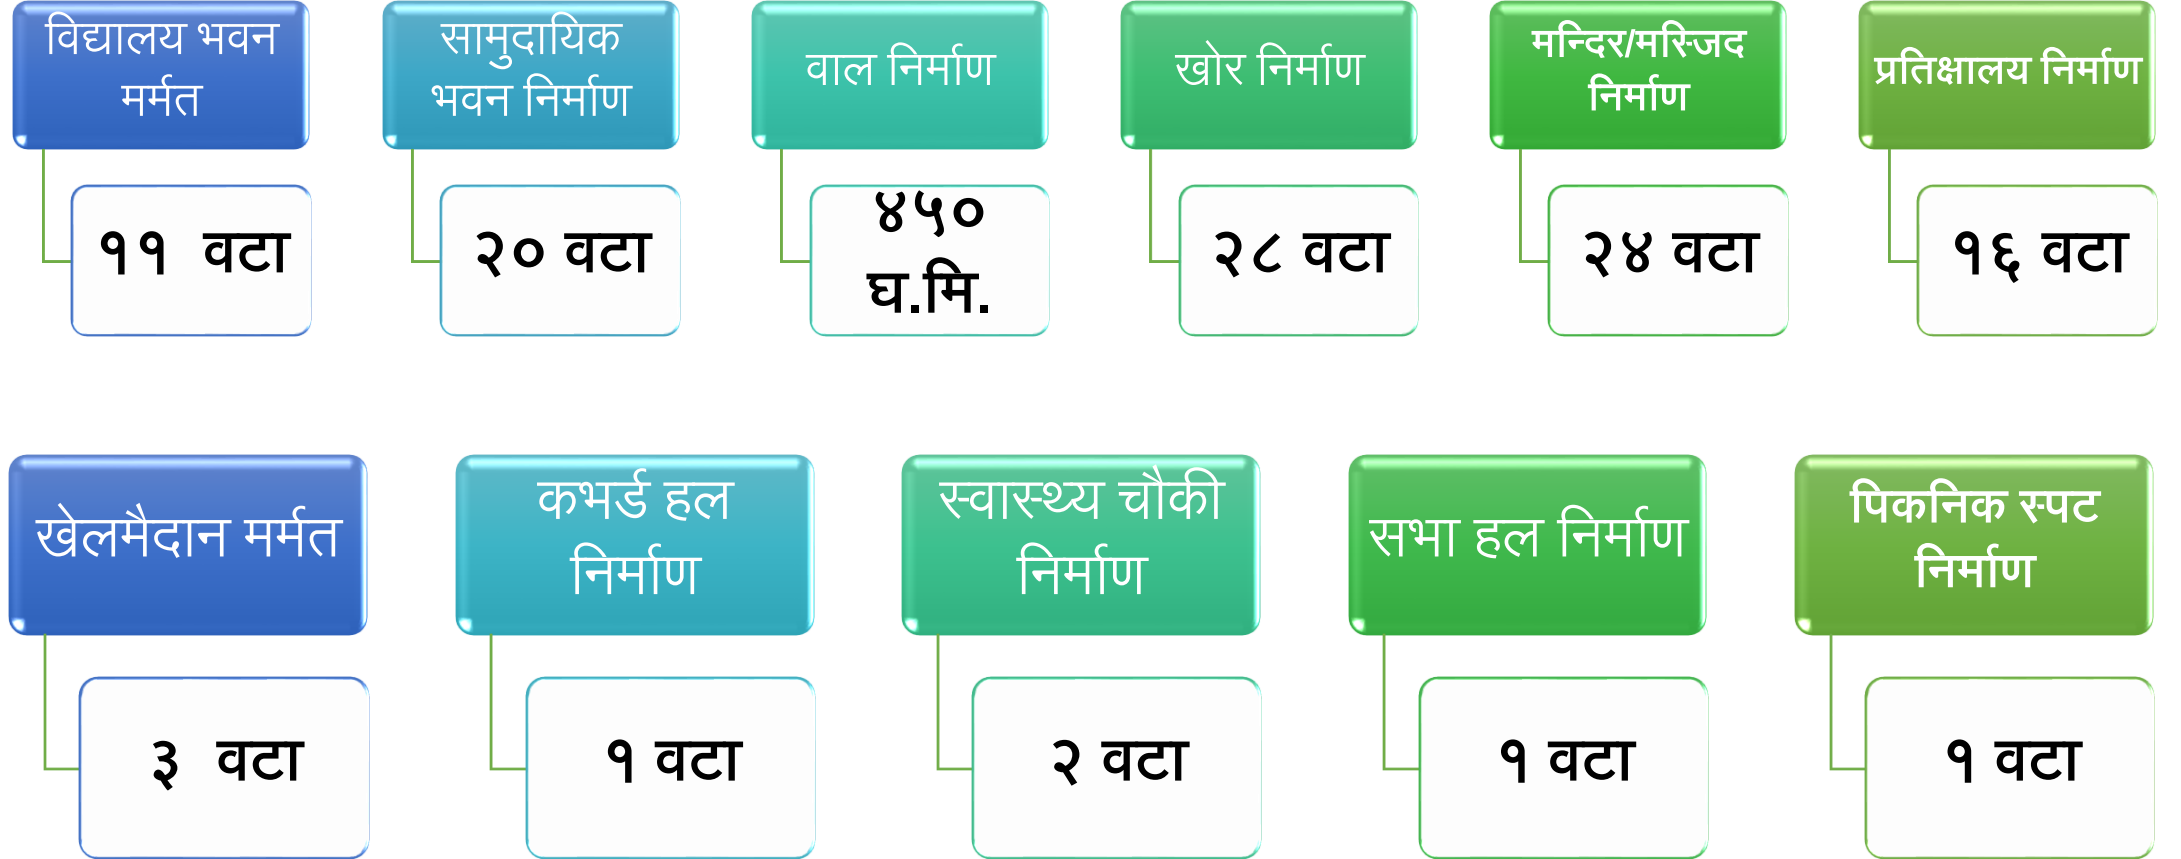 विद्यालय भवन
मर्मत
सामुदायिक
भवन निर्माण
वाल निर्माण
खोर निर्माण
मन्दिर/मस्जिद
निर्माण
प्रतिक्षालय निर्माण
११ वटा
२० वटा
४५०
घ.मि.
२८ वटा
२४ वटा
१६ वटा
खेलमैदान मर्मत
कभर्ड हल
निर्माण
स्वास्थ्य चौकी
निर्माण
सभा हल निर्माण
पिकनिक स्पट
निर्माण
३ वटा
१ वटा
२ वटा
१ वटा
१ वटा